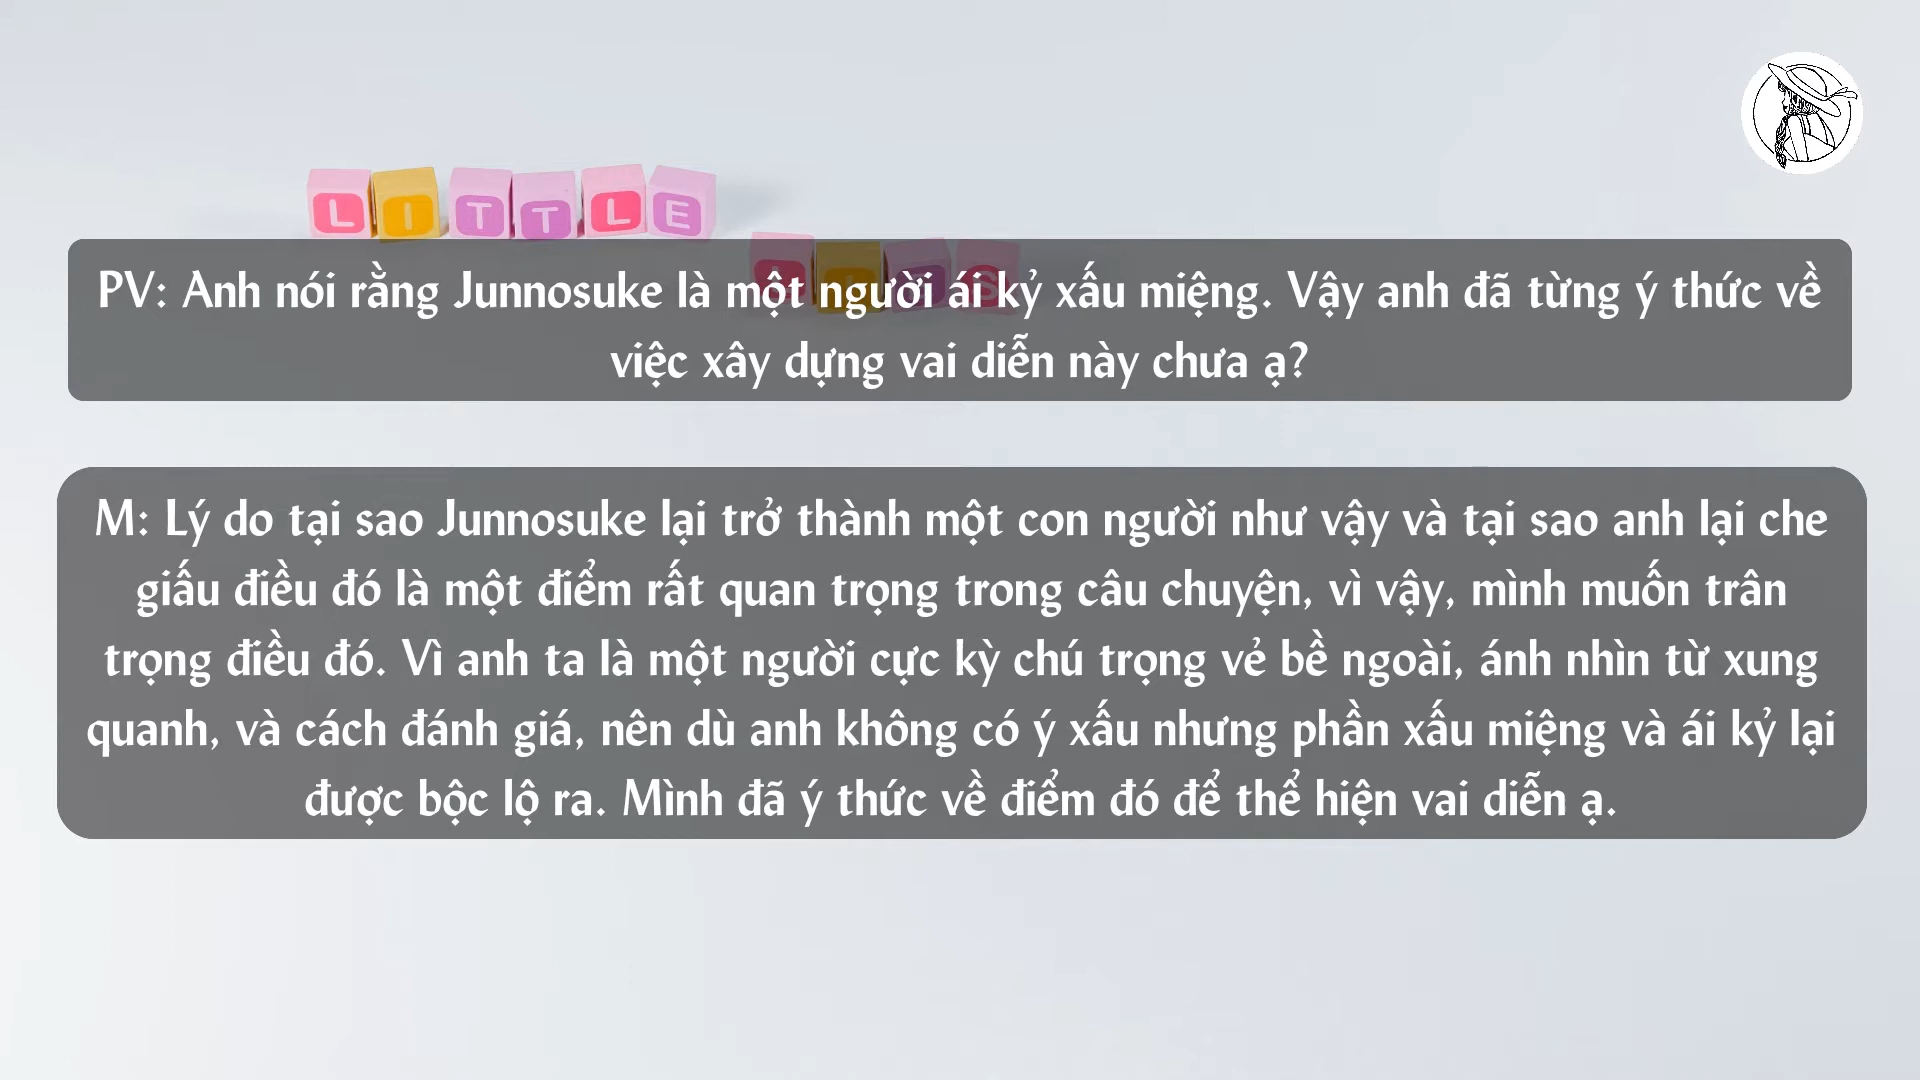 LITTLE
PV: Anh nói rằng Junnosuke là một người ái kỷ xấu miệng. Vậy anh đã từng ý thức về
việc xây dựng vai diễn này chưa ạ?
M: Lý do tại sao Junnosuke lại trở thành một con người như vậy và tại sao anh lại che
giấu điều đó là một điểm rất quan trọng trong câu chuyện, vì vậy, mình muốn trân
trọng điều đó. Vì anh ta là một người cực kỳ chú trọng vẻ bề ngoài, ánh nhìn từ xung
quanh, và cách đánh giá, nên dù anh không có ý xấu nhưng phần xấu miệng và ái kỷ lại
được bộc lộ ra. Mình đã ý thức về điểm đó để thể hiện vai diễn ạ.